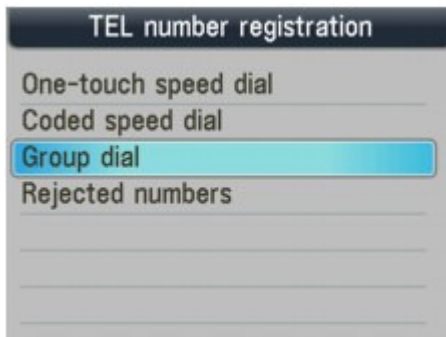 TEL number registration
One-touch speed dial
Coded speed dial
Group dial
Rejected numbers